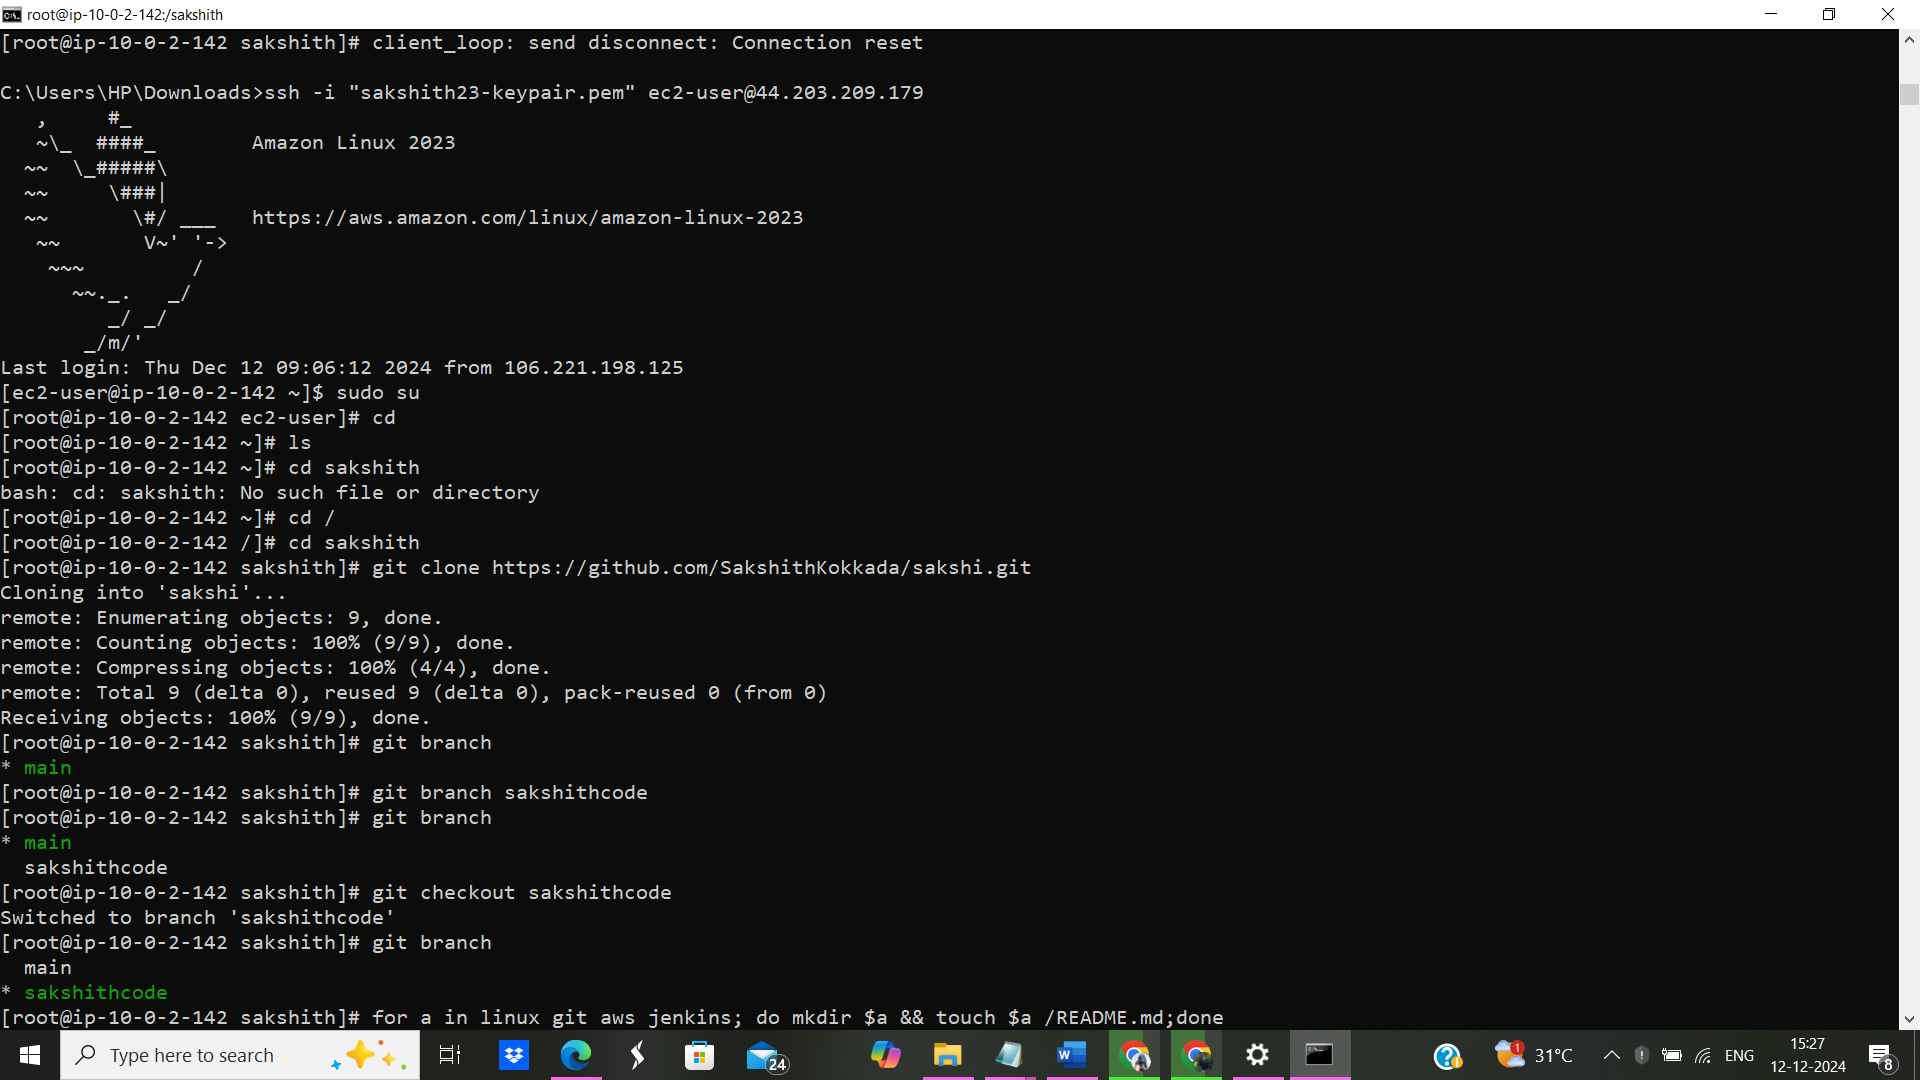 root@ip-10-0-2-142:/sakshith
[root@ip-10-0-2-142 sakshith]# client_loop: send disconnect: Connection reset
C:\Users\HP\Downloads>ssh -i "sakshith23-keypair.pem" ec2-user@44.203.209.179
   ,     #_
   ~\_  ####_        Amazon Linux 2023
  ~~  \_#####\
  ~~     \###|
  ~~       \#/ ___   https://aws.amazon.com/linux/amazon-linux-2023
   ~~       V~' '->
    ~~~         /
      ~~._.   _/
         _/ _/
       _/m/'
Last login: Thu Dec 12 09:06:12 2024 from 106.221.198.125
[ec2-user@ip-10-0-2-142 ~]$ sudo su
[root@ip-10-0-2-142 ec2-user]# cd
[root@ip-10-0-2-142 ~]# ls
[root@ip-10-0-2-142 ~]# cd sakshith
bash: cd: sakshith: No such file or directory
[root@ip-10-0-2-142 ~]# cd /
[root@ip-10-0-2-142 /]# cd sakshith
[root@ip-10-0-2-142 sakshith]# git clone https://github.com/SakshithKokkada/sakshi.git
Cloning into 'sakshi'...
remote: Enumerating objects: 9, done.
remote: Counting objects: 100% (9/9), done.
remote: Compressing objects: 100% (4/4), done.
remote: Total 9 (delta 0), reused 9 (delta 0), pack-reused 0 (from 0)
Receiving objects: 100% (9/9), done.
[root@ip-10-0-2-142 sakshith]# git branch
* main
[root@ip-10-0-2-142 sakshith]# git branch sakshithcode
[root@ip-10-0-2-142 sakshith]# git branch
* main
  sakshithcode
[root@ip-10-0-2-142 sakshith]# git checkout sakshithcode
Switched to branch 'sakshithcode'
[root@ip-10-0-2-142 sakshith]# git branch
  main
* sakshithcode
[root@ip-10-0-2-142 sakshith]# for a in linux git aws jenkins; do mkdir $a && touch $a /README.md;done
Type here to search
24
1
31°C
ENG
15:27
12-12-2024
8